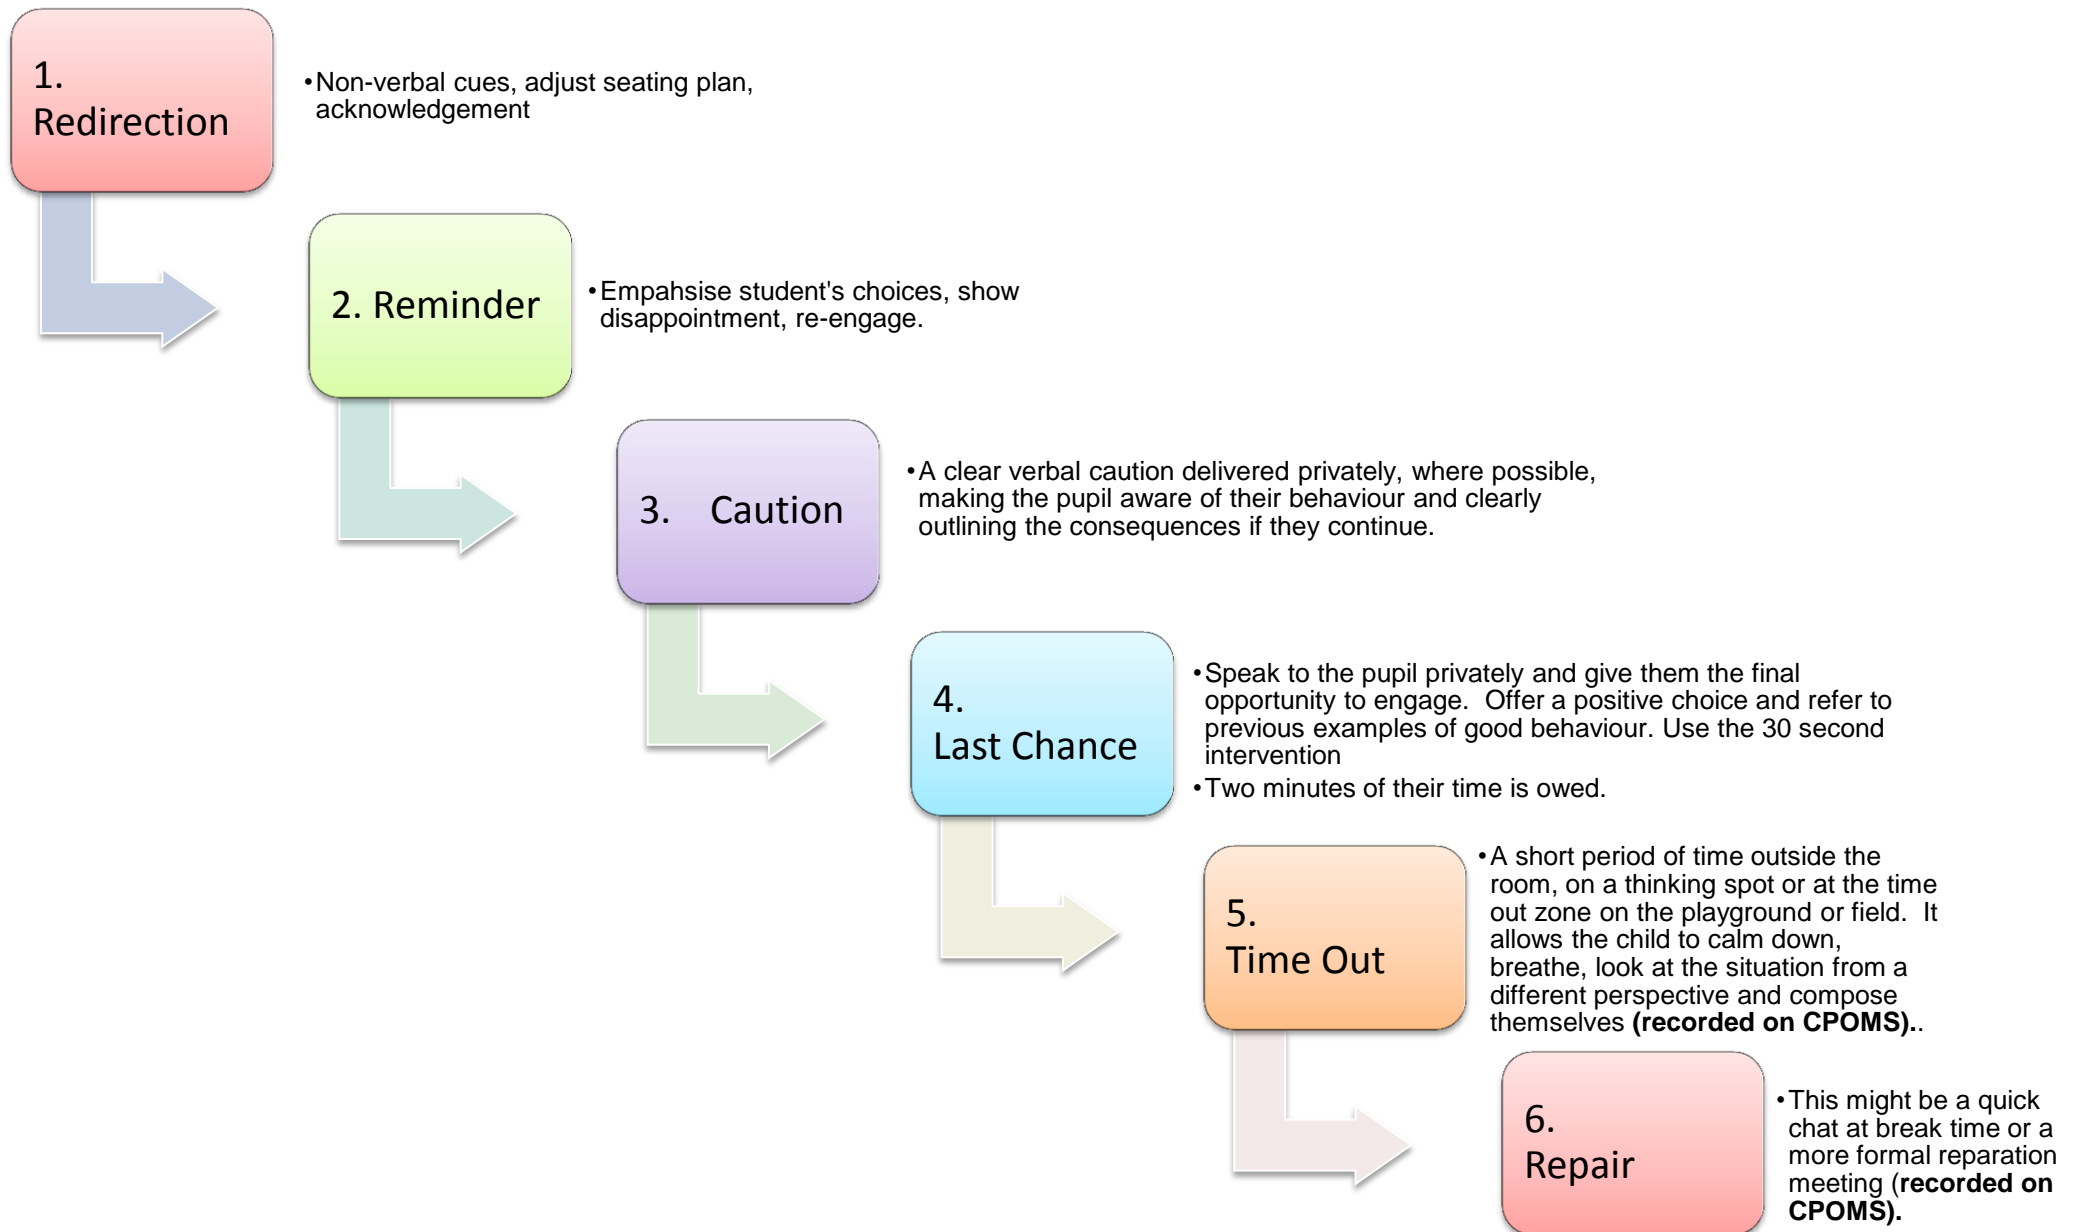 1.
Redirection
•Non-verbal cues, adjust seating plan,
acknowledgement
2. Reminder
•Empahsise student's choices, show
disappointment, re-engage.
3. Caution
•A clear verbal caution delivered privately, where possible,
making the pupil aware of their behaviour and clearly
outlining the consequences if they continue.
4.
Last Chance
•Speak to the pupil privately and give them the final
opportunity to engage.  Offer a positive choice and refer to
previous examples of good behaviour. Use the 30 second
intervention
•Two minutes of their time is owed.
5.
Time Out
•A short period of time outside the
room, on a thinking spot or at the time
out zone on the playground or field.  It
allows the child to calm down,
breathe, look at the situation from a
different perspective and compose
themselves (recorded on CPOMS)..
6.
Repair
•This might be a quick
chat at break time or a
more formal reparation
meeting (recorded on
CPOMS).